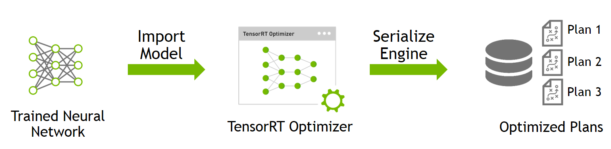 Import
Model
Serialize
Engine
TensorRT Optimizer
Plan 1
Plan 2
Plan 3
Trained Neural
Network
TensorRT Optimizer
Optimized Plans